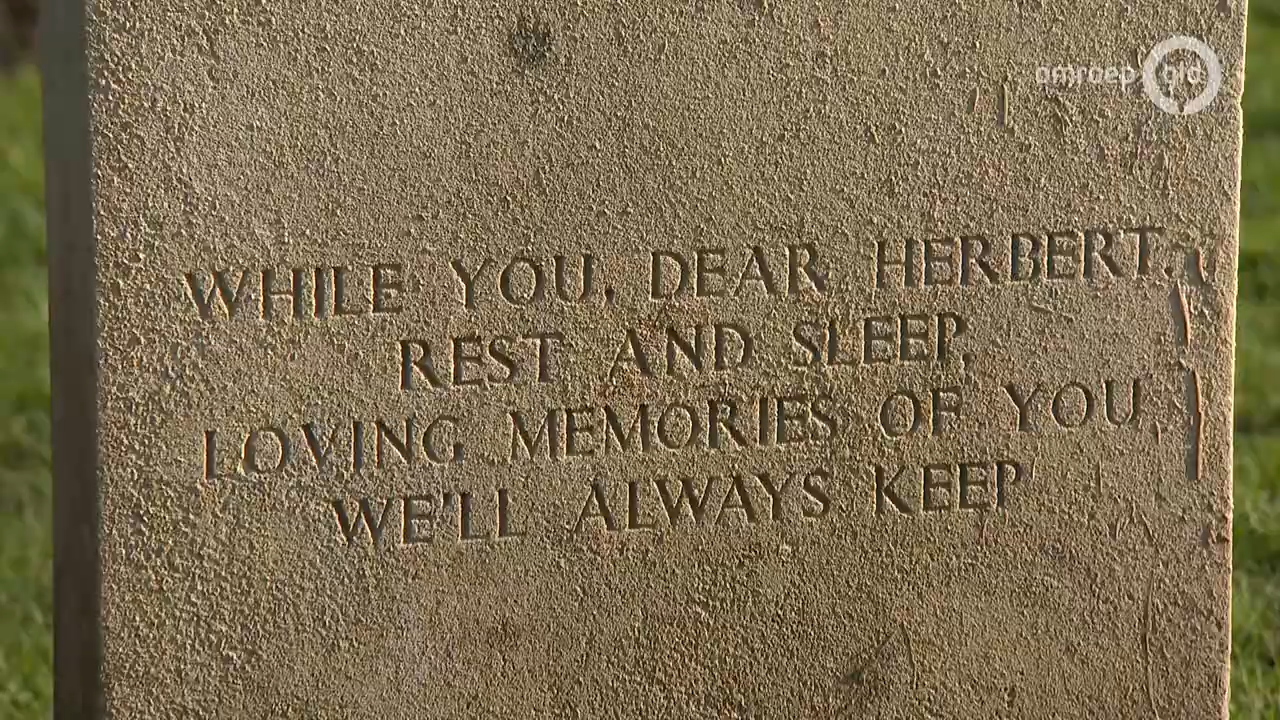 omroep gld
WHILE YOU, DEAR HERBERT,
REST AND SLEEP,
LOVING MEMORIES OF YOU,
WE'LL ALWAYS KEEP